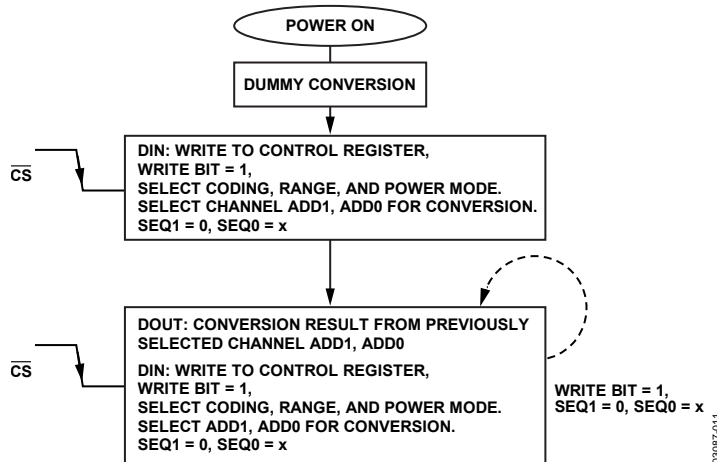 POWER ON
DUMMY CONVERSION
CS
DIN: WRITE TO CONTROL REGISTER,
WRITE BIT = 1,
SELECT CODING, RANGE, AND POWER MODE.
SELECT CHANNEL ADD1, ADD0 FOR CONVERSION.
SEQ1 = 0, SEQ0 = x
DOUT: CONVERSION RESULT FROM PREVIOUSLY
SELECTED CHANNEL ADD1, ADD0
CS
DIN: WRITE TO CONTROL REGISTER,
WRITE BIT = 1,
SELECT CODING, RANGE, AND POWER MODE.
SELECT ADD1, ADD0 FOR CONVERSION.
SEQ1 = 0, SEQ0 = x
WRITE BIT = 1,
SEQ1 = 0, SEQ0 = x
03087-011